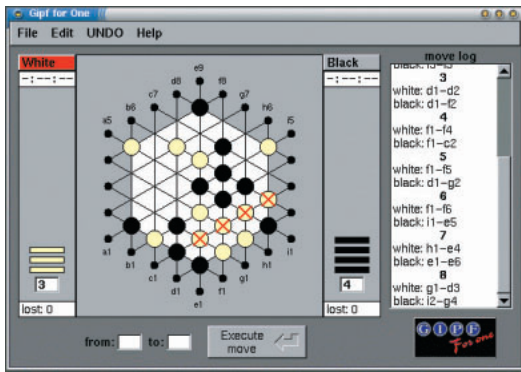 Gipf for One
File Edit UNDO Help
White
-:--:--
3
lost: 0
e9
d8 f8
c7 g7
b6 h6
a5 i5
a1 i1
b1 h1
c1 g1
d1 f1
e1
Black
-:--:--
4
lost: 0
move log
3
white: d1-d2
black: d1-f2
4
white: f1-f4
black: f1-c2
5
white: f1-f5
black: d1-g2
6
white: f1-f6
black: i1-e5
7
white: h1-e4
black: e1-e6
8
white: g1-d3
black: i2-g4
from: to:
Execute
move
GIPF
For one